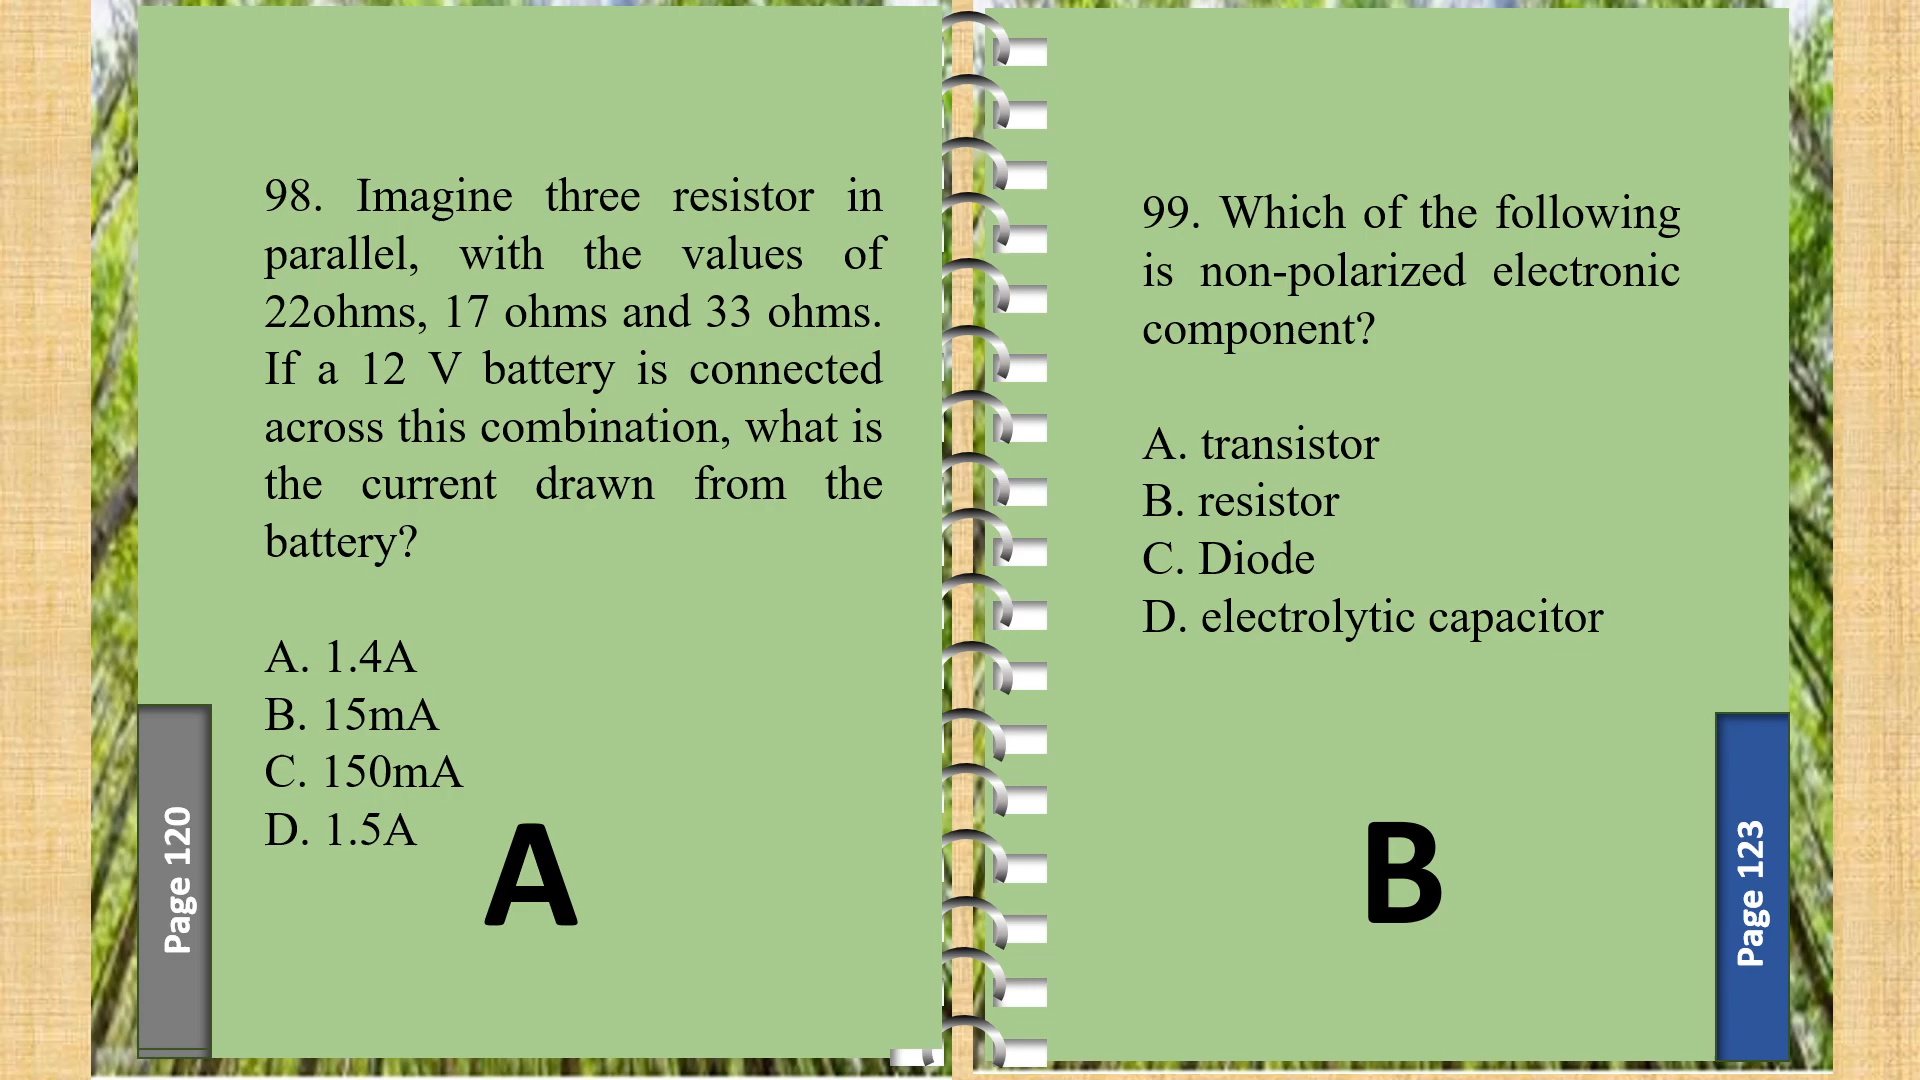 98. Imagine three resistor in
parallel, with the values of
22ohms, 17 ohms and 33 ohms.
If a 12 V battery is connected
across this combination, what is
the current drawn from the
battery?
A. 1.4A
B. 15mA
C. 150mA
D. 1.5A
A
Page 120
99. Which of the following
is non-polarized electronic
component?
A. transistor
B. resistor
C. Diode
D. electrolytic capacitor
B
Page 123